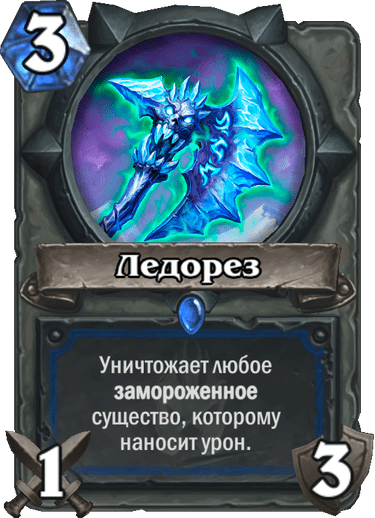 3
Ледорез
Уничтожает любое
замороженное
существо, которому
наносит урон.
1
3